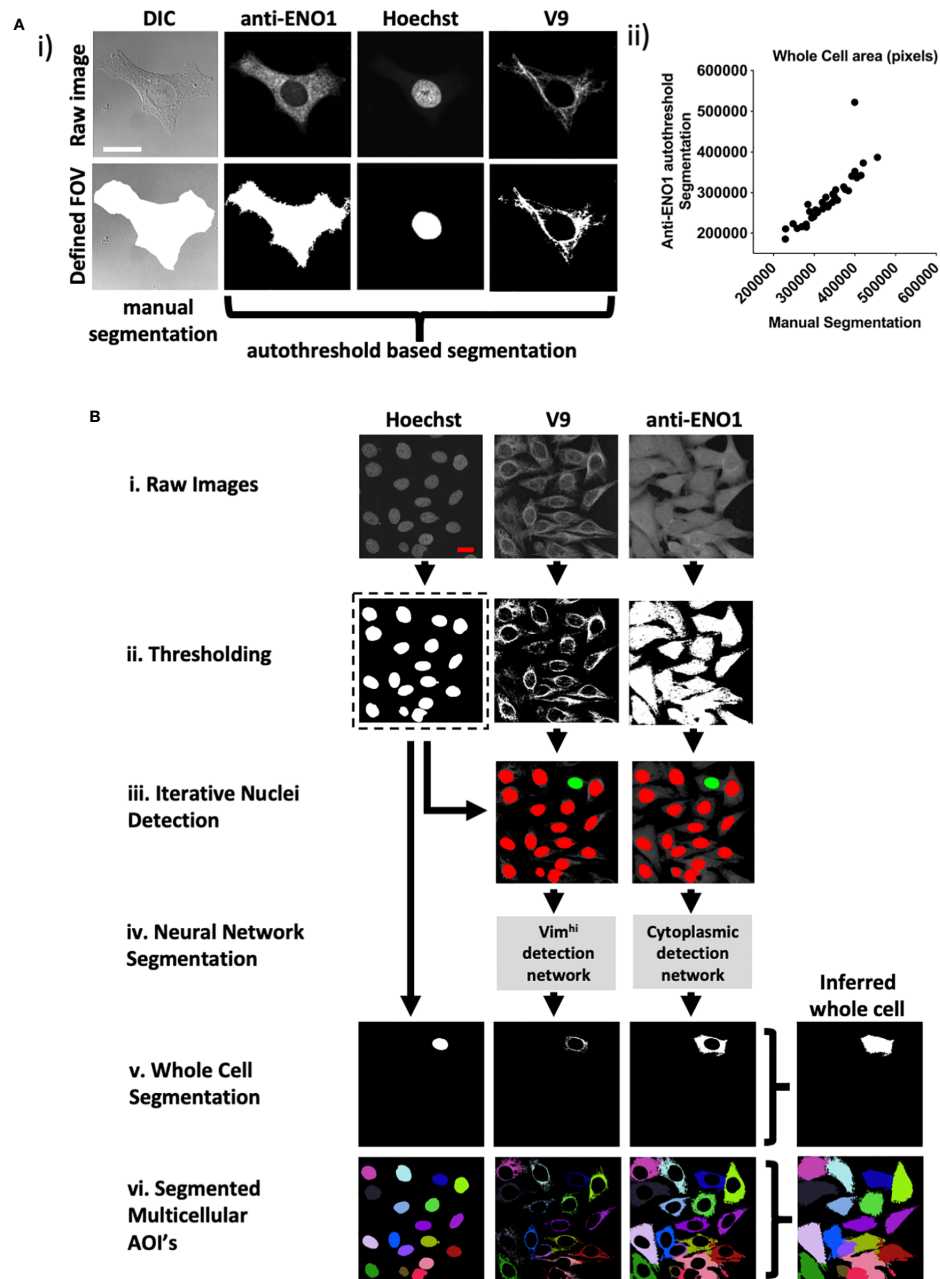 A
i)
DIC
anti-ENO1
Hoechst
V9
Raw image
Defined FOV
manual
segmentation
autothreshold based segmentation
ii)
Whole Cell area (pixels)
Anti-ENO1 autothreshold
Segmentation
600000
500000
400000
300000
200000
200000
300000
400000
500000
600000
Manual Segmentation
B
Hoechst
V9
anti-ENO1
i. Raw Images
ii. Thresholding
iii. Iterative Nuclei
Detection
iv. Neural Network
Segmentation
Vimhi
detection
network
Cytoplasmic
detection
network
Inferred
whole cell
v. Whole Cell
Segmentation
vi. Segmented
Multicellular
AOI's